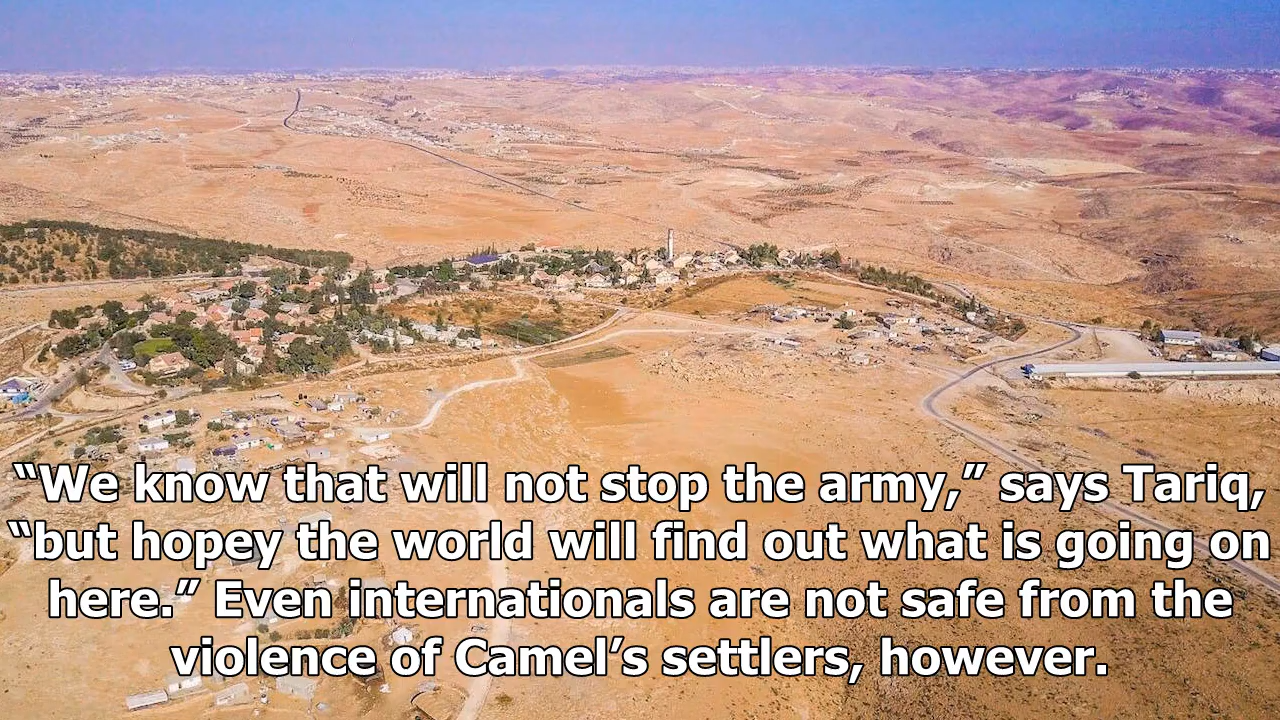 “We know that will not stop the army,” says Tariq,
“but hopey the world will find out what is going on
here.” Even internationals are not safe from the
violence of Camel’s settlers, however.